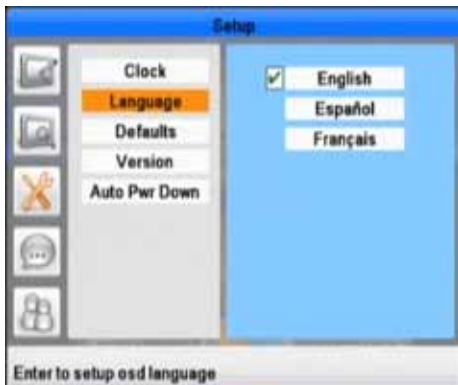 Setup
Clock
Language
Defaults
Version
Auto Pwr Down
English
Español
Français
Enter to setup osd language